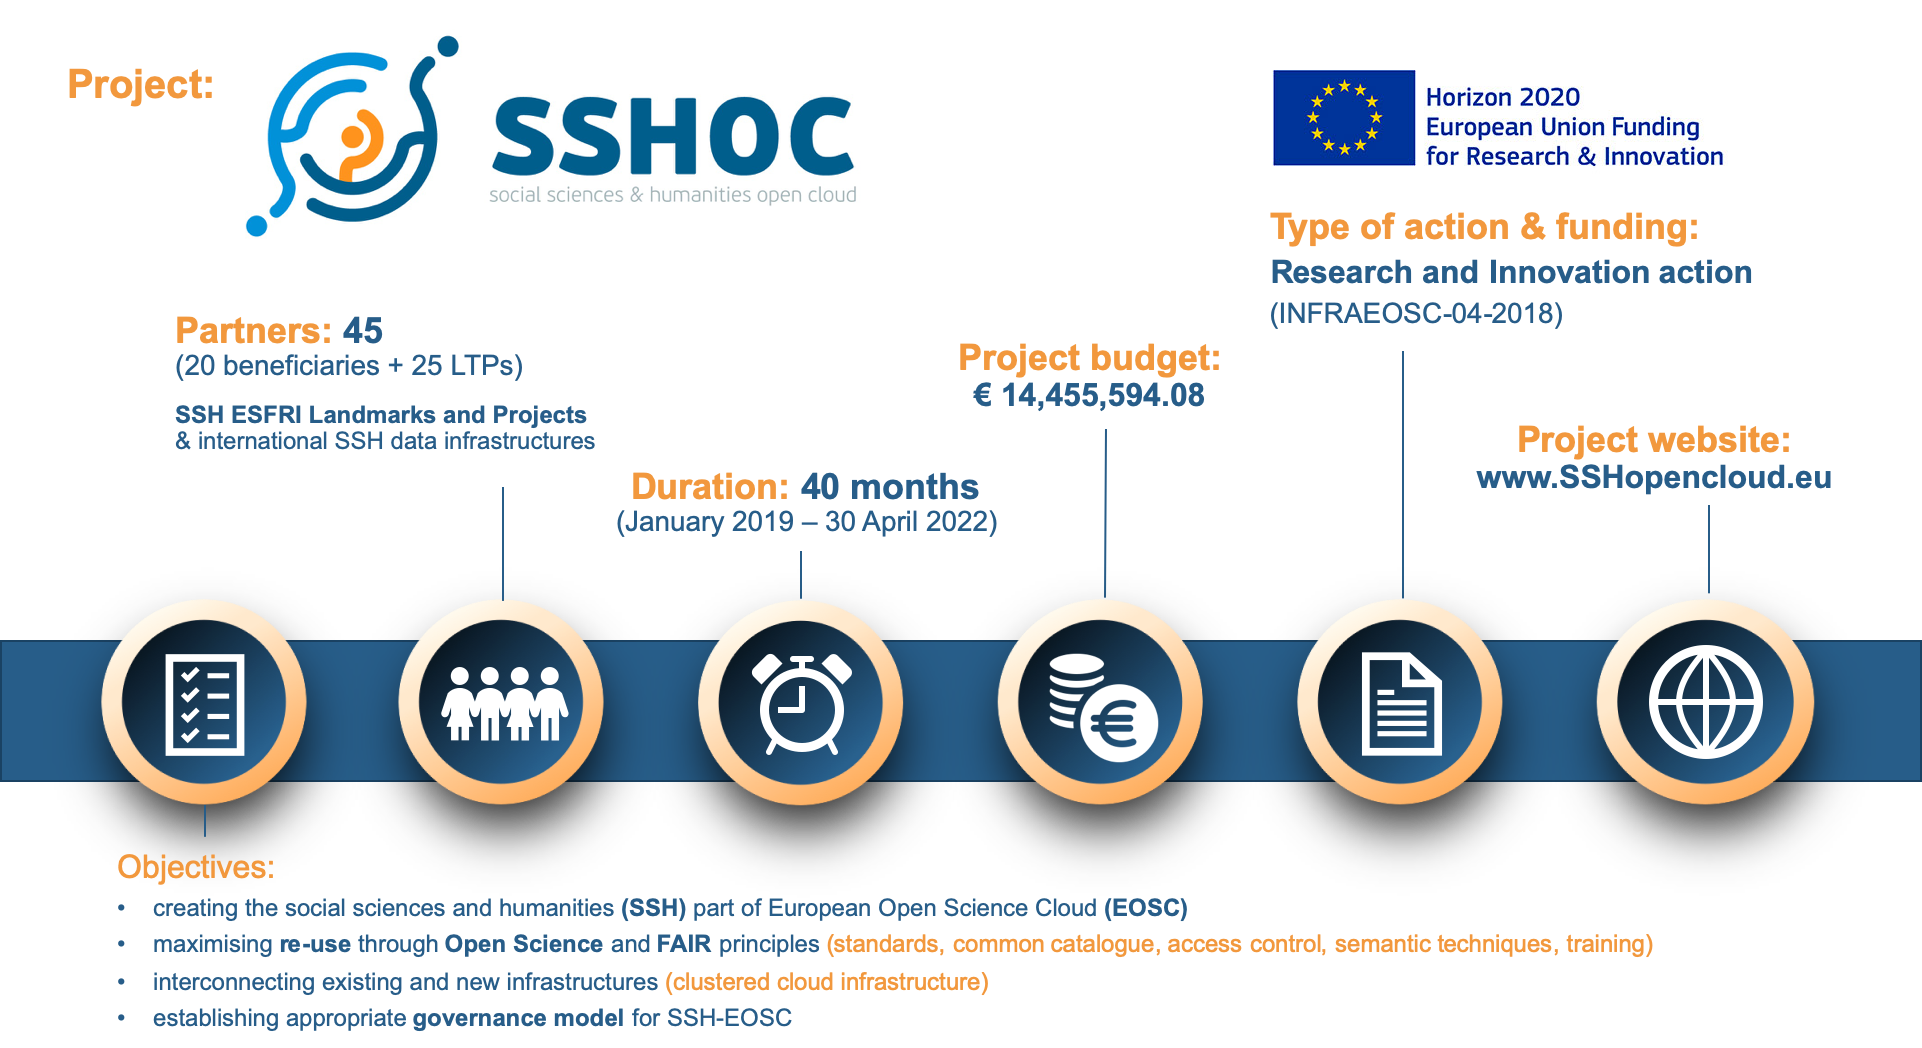 Project:
SSHOC
social sciences & humanities open cloud
Horizon 2020
European Union Funding
for Research & Innovation
Type of action & funding:
Research and Innovation action
(INFRAEOSC-04-2018)
Partners: 45
(20 beneficiaries + 25 LTPs)
SSH ESFRI Landmarks and Projects
& international SSH data infrastructures
Duration: 40 months
(January 2019 – 30 April 2022)
Project budget:
€ 14,455,594.08
Project website:
www.SSHopencloud.eu
Objectives:
• creating the social sciences and humanities (SSH) part of European Open Science Cloud (EOSC)
• maximising re-use through Open Science and FAIR principles (standards, common catalogue, access control, semantic techniques, training)
• interconnecting existing and new infrastructures (clustered cloud infrastructure)
• establishing appropriate governance model for SSH-EOSC